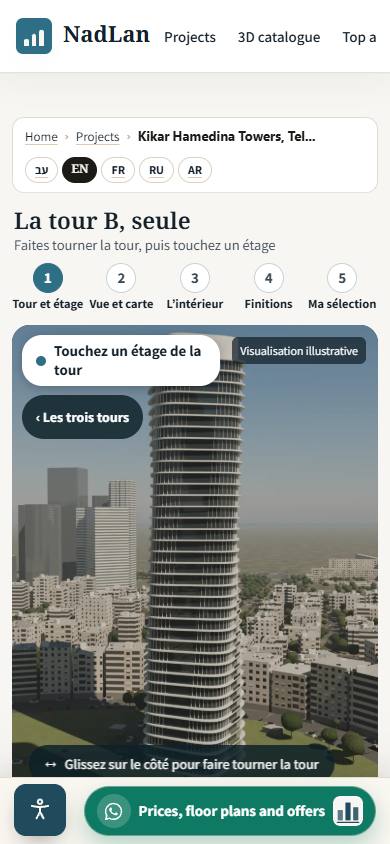 NadLan Projects 3D catalogue Top a
Home › Projects › Kikar Hamedina Towers, Tel...
עב EN FR RU AR
La tour B, seule
Faites tourner la tour, puis touchez un étage
1 2 3 4 5
Tour et étage Vue et carte L'intérieur Finitions Ma sélection
Touchez un étage de la
tour
Visualisation illustrative
‹ Les trois tours
↔ Glissez sur le côté pour faire tourner la tour
Prices, floor plans and offers